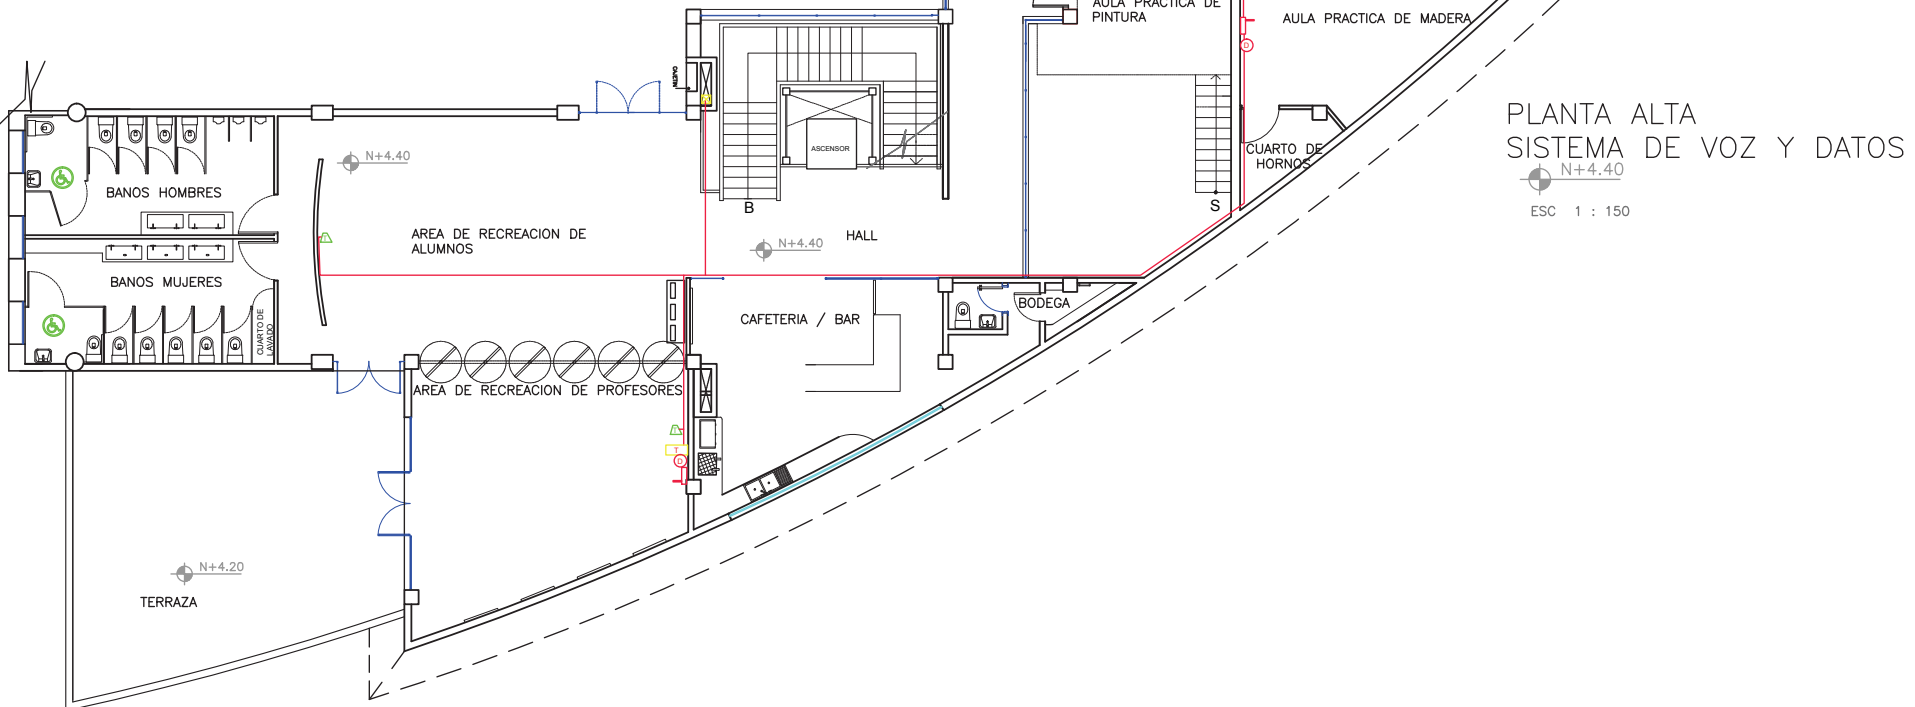 AULA PRACTICA DE
PINTURA
AULA PRACTICA DE MADERA
D
CAJETIN
PLANTA ALTA
SISTEMA DE VOZ Y DATOS
N+4.40
ESC 1 : 150
CUARTO DE
HORNOS
ASCENSOR
N+4.40
BANOS HOMBRES
B
S
AREA DE RECREACION DE
ALUMNOS
HALL
N+4.40
BANOS MUJERES
BODEGA
CUARTO DE
LAVADO
CAFETERIA / BAR
AREA DE RECREACION DE PROFESORES
T
D
N+4.20
TERRAZA